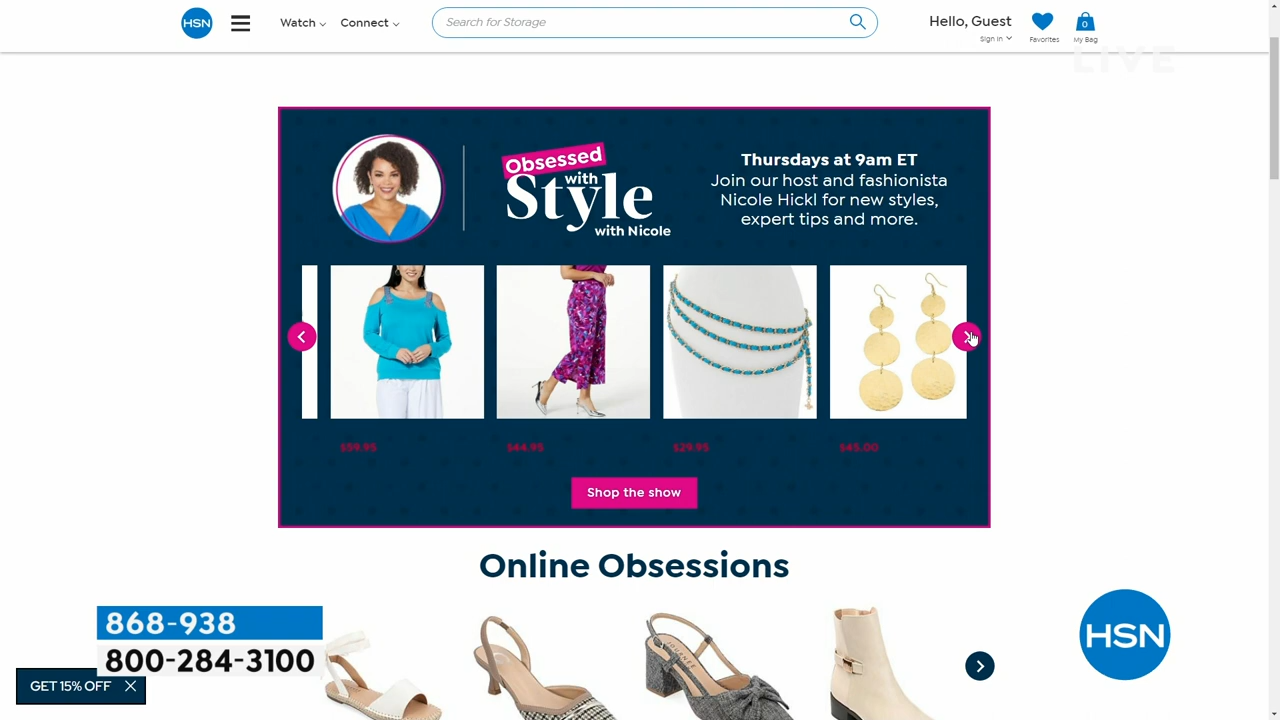 HSN
Watch
Connect
Search for Storage
Hello, Guest
Sign In
Favorites
0
My Bag
LIVE
Obsessed
with
Style
with Nicole
Thursdays at 9am ET
Join our host and fashionista
Nicole Hickl for new styles,
expert tips and more.
$59.95
$44.95
$29.95
$45.00
Shop the show
Online Obsessions
868-938
800-284-3100
GET 15% OFF
HSN